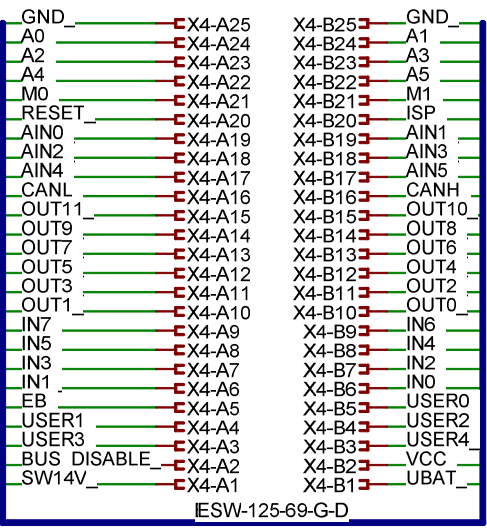 GND_ X4-A25 X4-B25 GND_
A0 X4-A24 X4-B24 A1
A2 X4-A23 X4-B23 A3
A4 X4-A22 X4-B22 A5
M0 X4-A21 X4-B21 M1
RESET_ X4-A20 X4-B20 ISP
AIN0 X4-A19 X4-B19 AIN1
AIN2 X4-A18 X4-B18 AIN3
AIN4 X4-A17 X4-B17 AIN5
CANL X4-A16 X4-B16 CANH
OUT11_ X4-A15 X4-B15 OUT10_
OUT9 X4-A14 X4-B14 OUT8
OUT7 X4-A13 X4-B13 OUT6
OUT5 X4-A12 X4-B12 OUT4
OUT3 X4-A11 X4-B11 OUT2
OUT1_ X4-A10 X4-B10 OUT0_
IN7 X4-A9 X4-B9 IN6
IN5 X4-A8 X4-B8 IN4
IN3 X4-A7 X4-B7 IN2
IN1 X4-A6 X4-B6 IN0
EB X4-A5 X4-B5 USER0
USER1 X4-A4 X4-B4 USER2
USER3 X4-A3 X4-B3 USER4_
BUS_DISABLE_ X4-A2 X4-B2 VCC
SW14V_ X4-A1 X4-B1 UBAT_
IESW-125-69-G-D